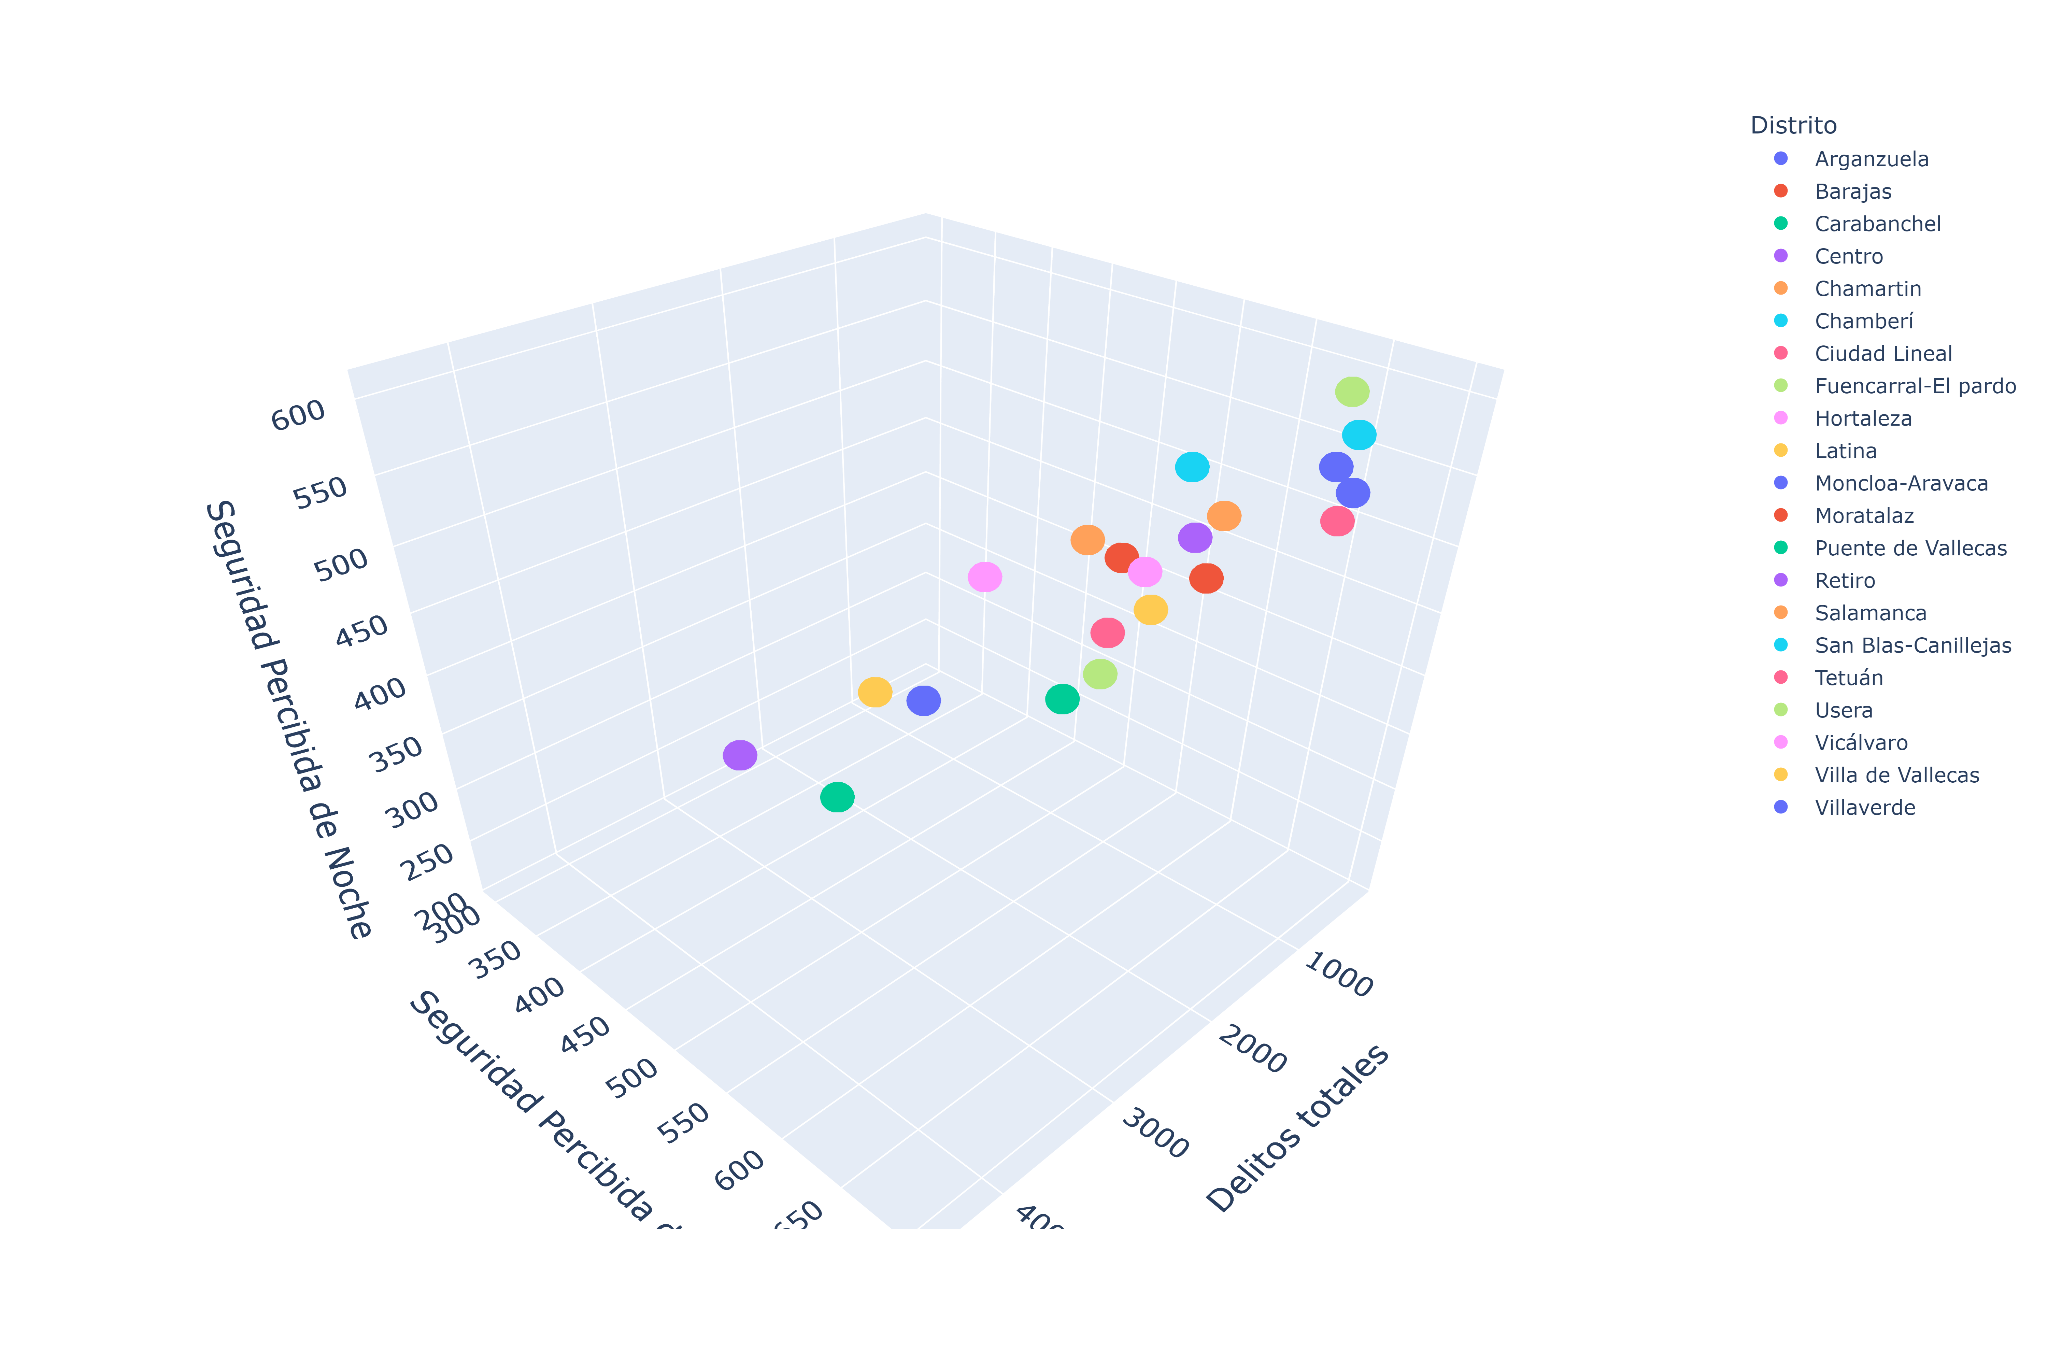 600
550
500
450
400
350
300
250
200
Seguridad Percibida de Noche
300
350
400
450
500
550
600
Seguridad Percibida
1000
2000
3000
Delitos totales
Distrito
Arganzuela
Barajas
Carabanchel
Centro
Chamartin
Chamberí
Ciudad Lineal
Fuencarral-El pardo
Hortaleza
Latina
Moncloa-Aravaca
Moratalaz
Puente de Vallecas
Retiro
Salamanca
San Blas-Canillejas
Tetuán
Usera
Vicálvaro
Villa de Vallecas
Villaverde